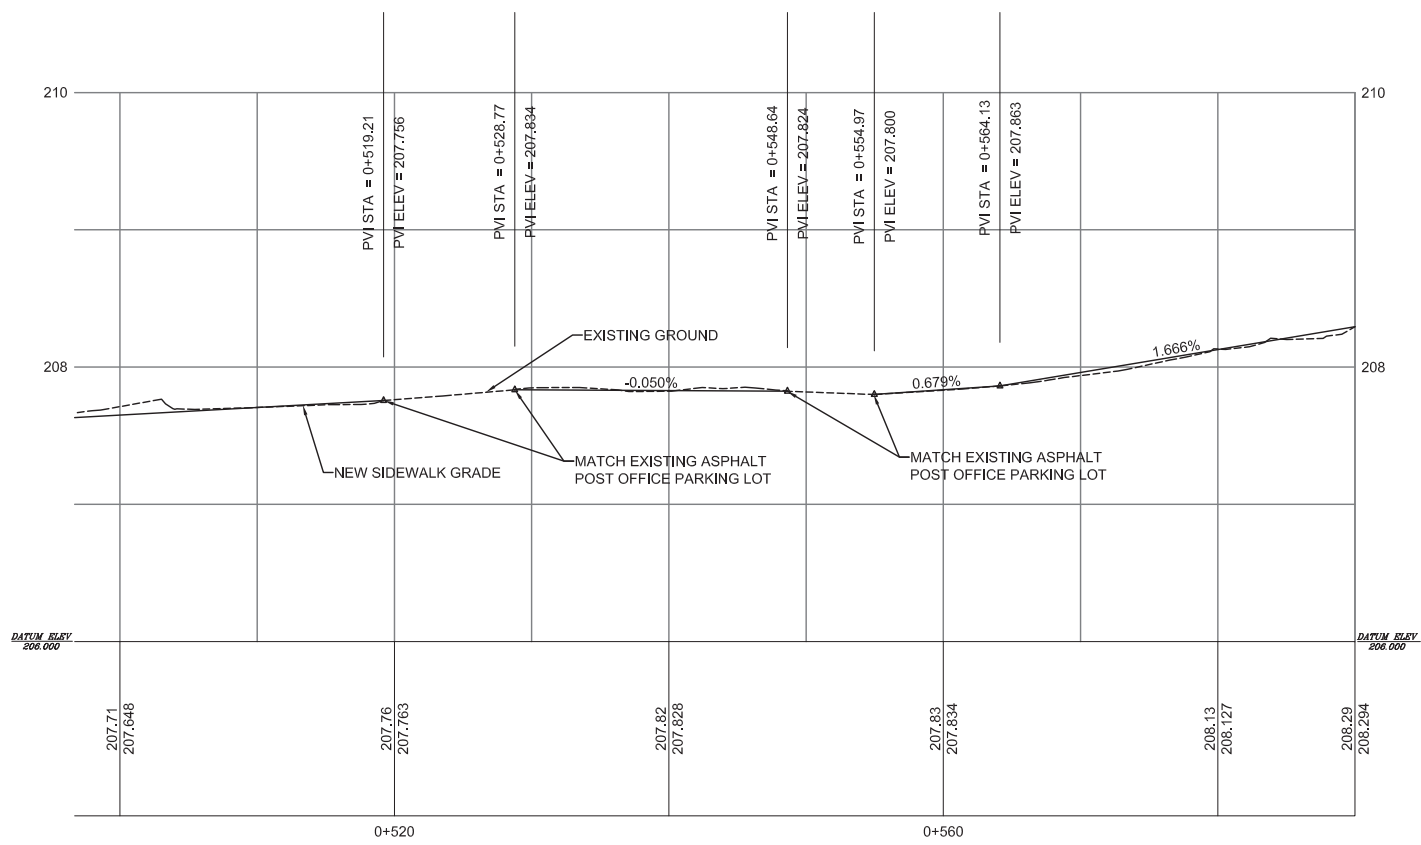 PVI STA = 0+519.21
PVI ELEV = 207.756
PVI STA = 0+528.77
PVI ELEV = 207.834
PVI STA = 0+548.64
PVI ELEV = 207.824
PVI STA = 0+554.97
PVI ELEV = 207.800
PVI STA = 0+564.13
PVI ELEV = 207.863
210
210
EXISTING GROUND
208
208
-0.050%
0.679%
1.666%
NEW SIDEWALK GRADE
MATCH EXISTING ASPHALT
POST OFFICE PARKING LOT
MATCH EXISTING ASPHALT
POST OFFICE PARKING LOT
DATUM ELEV
206.000
DATUM ELEV
206.000
207.71
207.648
207.76
207.763
207.82
207.828
207.83
207.834
208.13
208.127
208.29
208.294
0+520
0+560